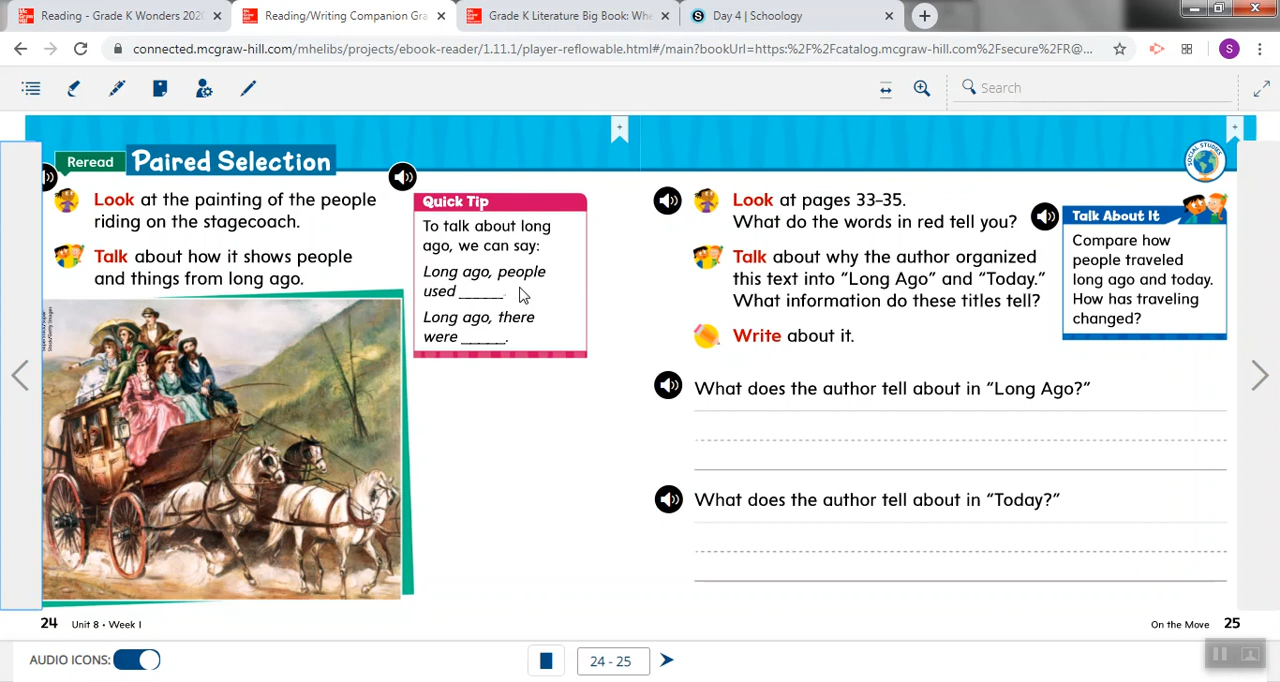 Reading - Grade K Wonders 202
Reading/Writing Companion Gra
Grade K Literature Big Book: Whe
Day 4 | Schoology
connected.mcgraw-hill.com/mhelibs/projects/ebook-reader/1.11.1/player-reflowable.html#/main?bookUrl=https:%2F%2Fcatalog.mcgraw-hill.com%2Fsecure%2FR@...
S
Search
Reread
Paired Selection
Look at the painting of the people
riding on the stagecoach.
Talk about how it shows people
and things from long ago.
Quick Tip
To talk about long
ago, we can say:
Long ago, people
used ______.
Long ago, there
were ______.
24 Unit 8 • Week 1
SOCIAL STUDIES
Look at pages 33–35.
What do the words in red tell you?
Talk about why the author organized
this text into “Long Ago” and “Today.”
What information do these titles tell?
Write about it.
Talk About It
Compare how
people traveled
long ago and today.
How has traveling
changed?
What does the author tell about in “Long Ago?”
What does the author tell about in “Today?”
On the Move 25
AUDIO ICONS:
24 - 25